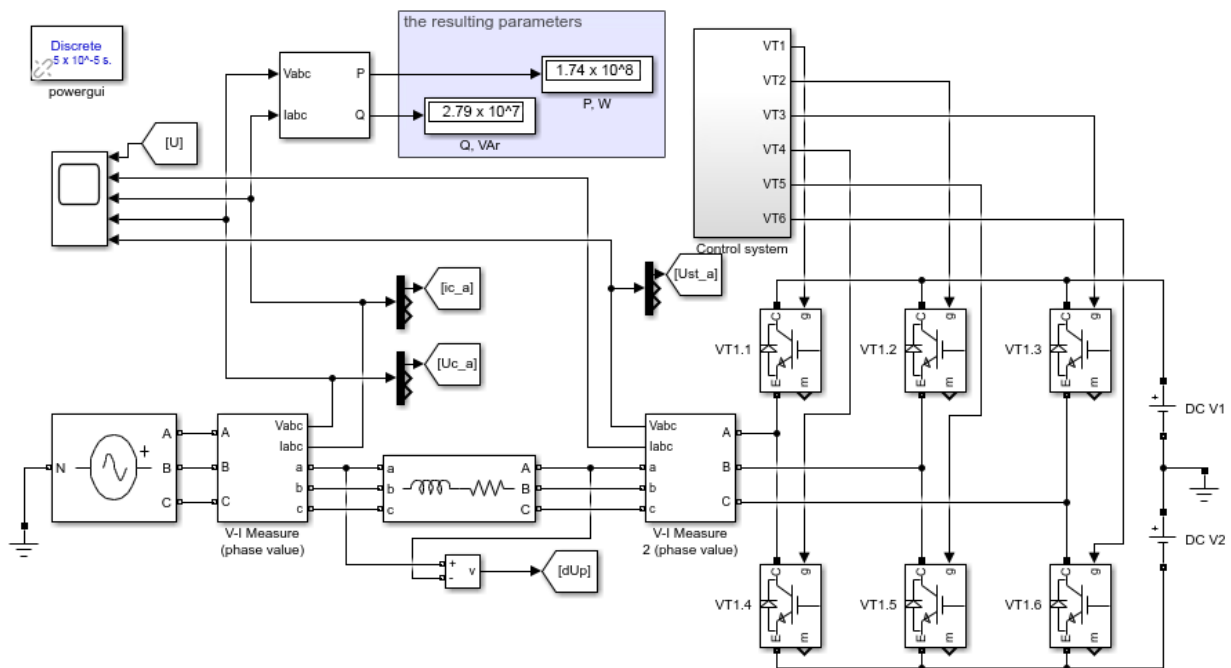 Discrete
5 x 10^-5 s.
powergui
the resulting parameters
Vabc
Iabc
P
Q
1.74 x 10^8
P, W
2.79 x 10^7
Q, VAr
[U]
VT1
VT2
VT3
VT4
VT5
VT6
Control system
[ic_a]
[Uc_a]
[Ust_a]
C
g
E
m
VT1.1
C
g
E
m
VT1.2
C
g
E
m
VT1.3
+
DC V1
N
+
A
B
C
A
B
C
Vabc
Iabc
a
b
c
V-I Measure
(phase value)
a
b
c
A
B
C
Vabc
Iabc
a
b
c
A
B
C
V-I Measure
2 (phase value)
+
-
v
[dUp]
C
g
E
m
VT1.4
C
g
E
m
VT1.5
C
g
E
m
VT1.6
+
DC V2